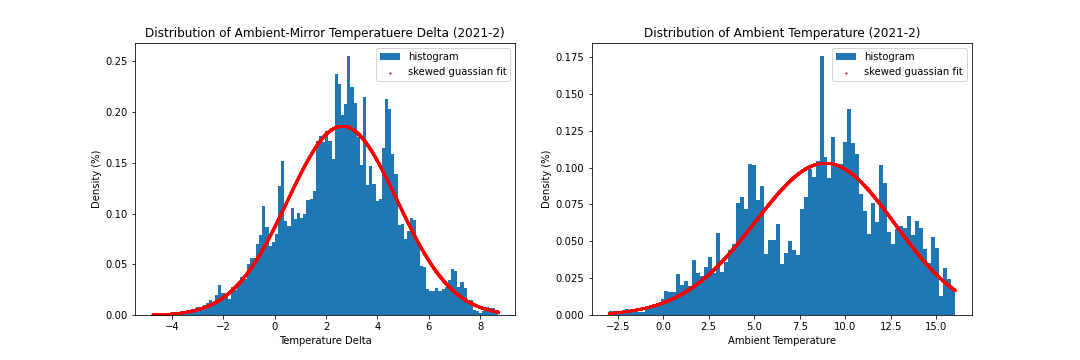 Distribution of Ambient-Mirror Temperatuere Delta (2021-2)
histogram
skewed guassian fit
0.25
0.20
0.15
0.10
0.05
0.00
Density (%)
−4
−2
0
2
4
6
8
Temperature Delta
Distribution of Ambient Temperature (2021-2)
histogram
skewed guassian fit
0.175
0.150
0.125
0.100
0.075
0.050
0.025
0.000
Density (%)
−2.5
0.0
2.5
5.0
7.5
10.0
12.5
15.0
Ambient Temperature